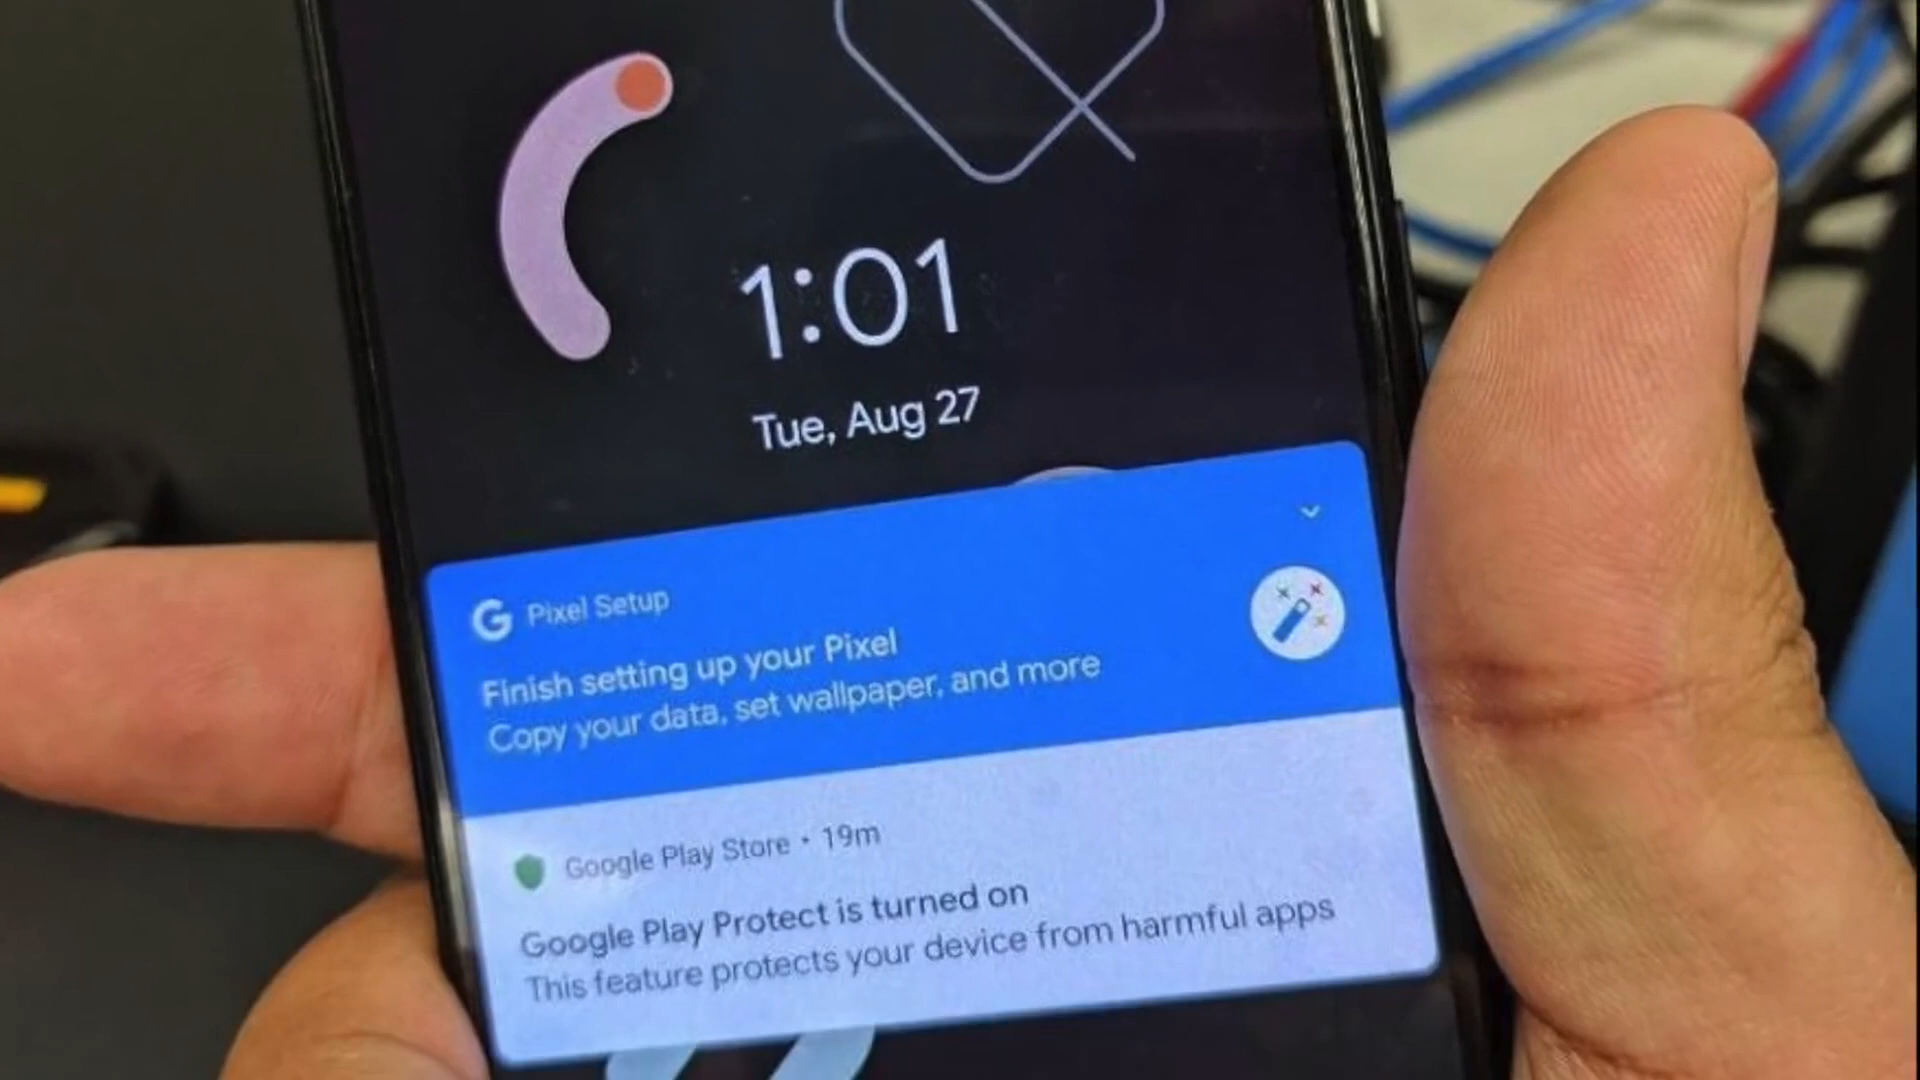 1:01
Tue, Aug 27
G Pixel Setup
Finish setting up your Pixel
Copy your data, set wallpaper, and more
Google Play Store • 19m
Google Play Protect is turned on
This feature protects your device from harmful apps